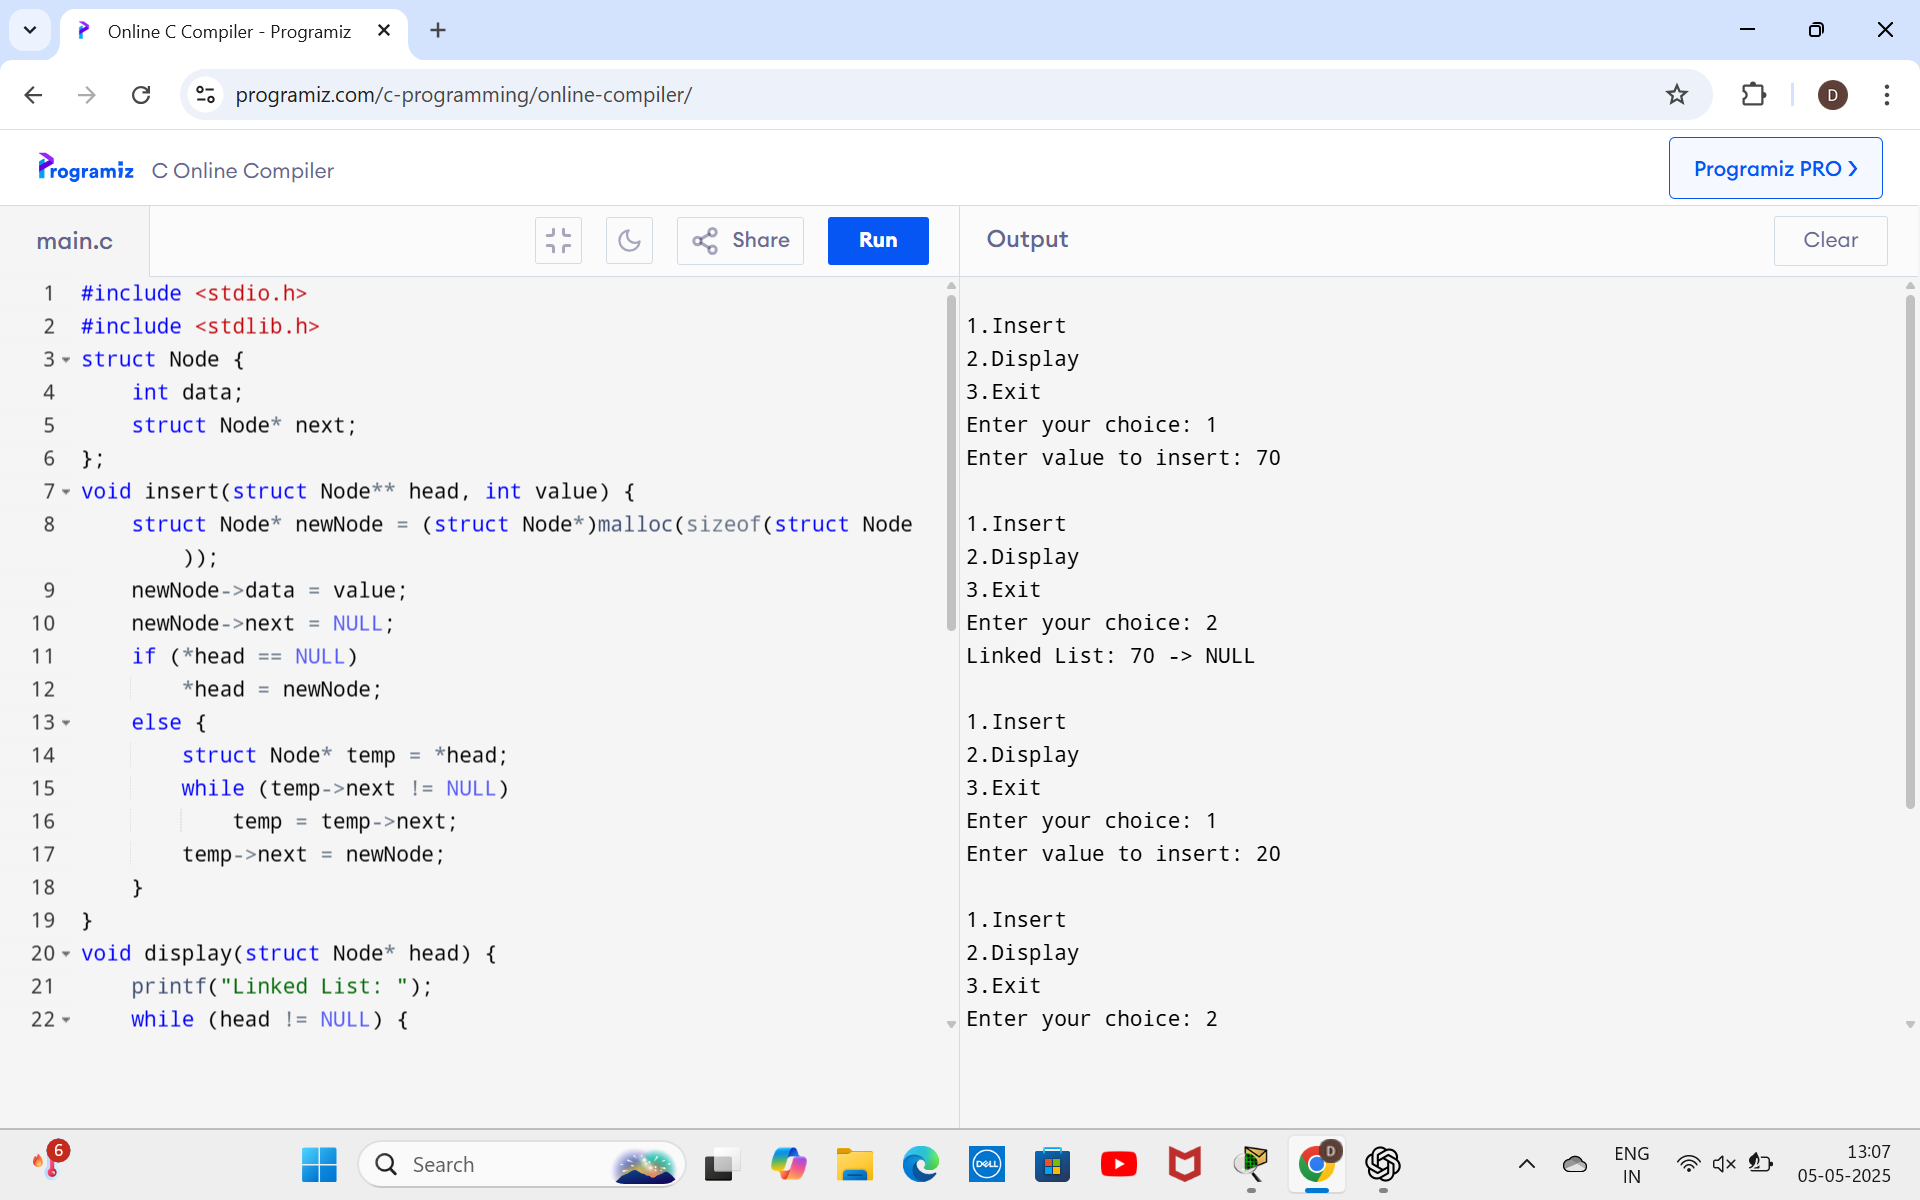 Online C Compiler - Programiz
programiz.com/c-programming/online-compiler/
D
Programiz C Online Compiler
Programiz PRO
main.c
Share
Run
Output
Clear
1 #include <stdio.h>
2 #include <stdlib.h>
3 struct Node {
4     int data;
5     struct Node* next;
6 };
7 void insert(struct Node** head, int value) {
8     struct Node* newNode = (struct Node*)malloc(sizeof(struct Node
        ));
9     newNode->data = value;
10     newNode->next = NULL;
11     if (*head == NULL)
12         *head = newNode;
13     else {
14         struct Node* temp = *head;
15         while (temp->next != NULL)
16             temp = temp->next;
17         temp->next = newNode;
18     }
19 }
20 void display(struct Node* head) {
21     printf("Linked List: ");
22     while (head != NULL) {
1.Insert
2.Display
3.Exit
Enter your choice: 1
Enter value to insert: 70
1.Insert
2.Display
3.Exit
Enter your choice: 2
Linked List: 70 -> NULL
1.Insert
2.Display
3.Exit
Enter your choice: 1
Enter value to insert: 20
1.Insert
2.Display
3.Exit
Enter your choice: 2
6
Search
DELL
D
ENG
IN
13:07
05-05-2025